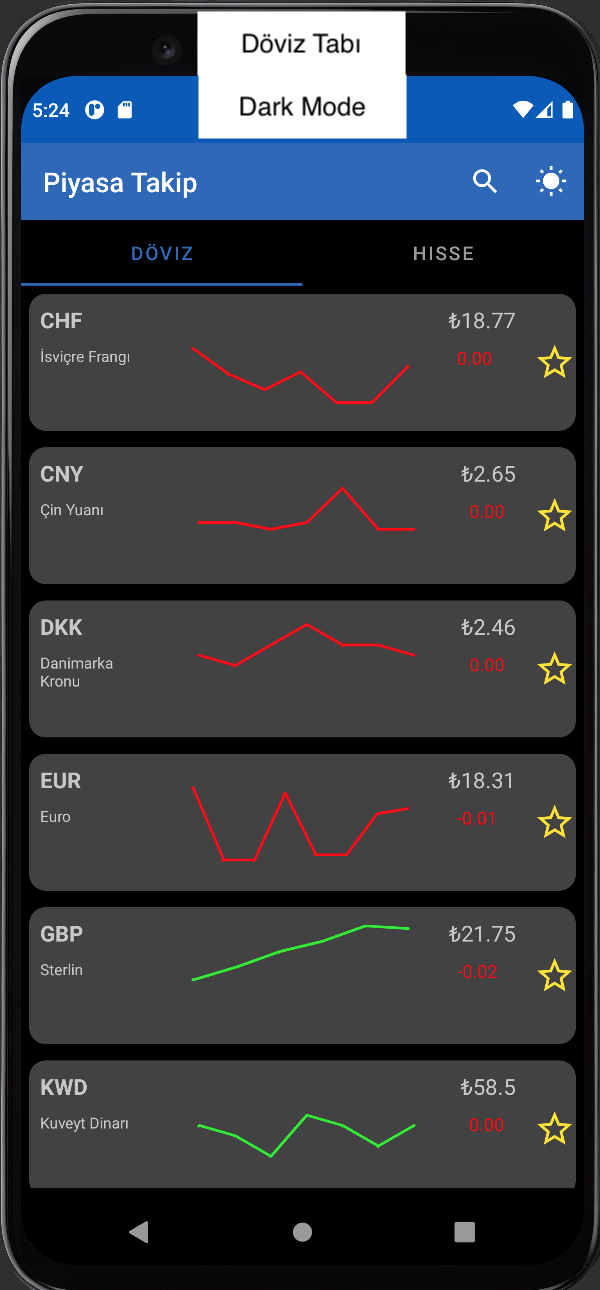 Döviz Tabı
Dark Mode
5:24
Piyasa Takip
DÖVIZ
HISSE
CHF
₺18.77
İsviçre Frangı
0.00
CNY
₺2.65
Çin Yuanı
0.00
DKK
₺2.46
Danimarka
Kronu
0.00
EUR
₺18.31
Euro
-0.01
GBP
₺21.75
Sterlin
-0.02
KWD
₺58.5
Kuveyt Dinarı
0.00